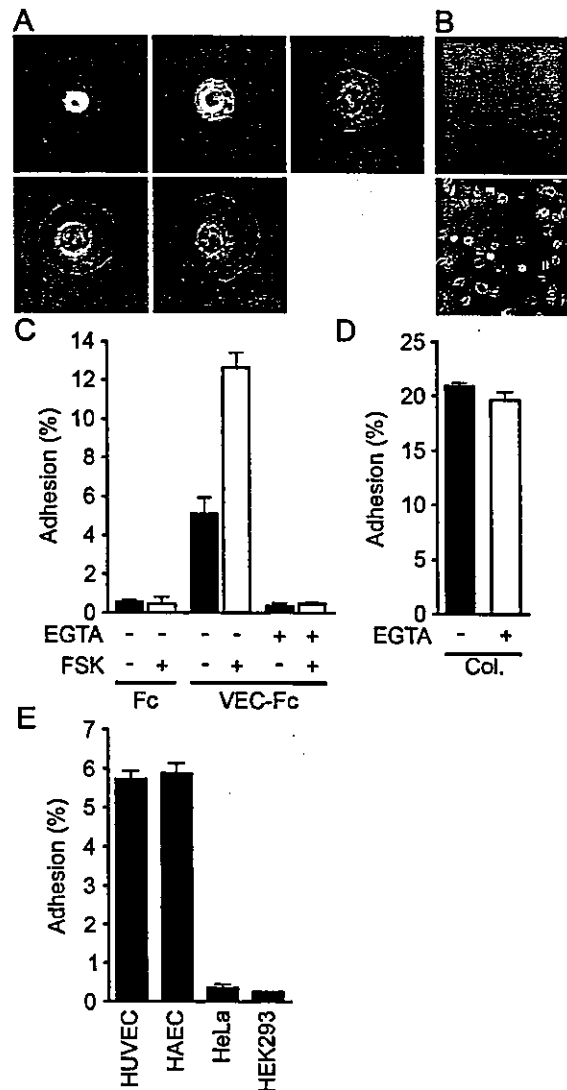 A
B
C
14
12
10
8
6
4
2
0
Adhesion (%)
EGTA - - - - + +
FSK - + - + - +
Fc VEC-Fc
D
25
20
15
10
5
0
Adhesion (%)
EGTA - +
Col.
E
7
6
5
4
3
2
1
0
Adhesion (%)
HUVEC
HAEC
HeLa
HEK293